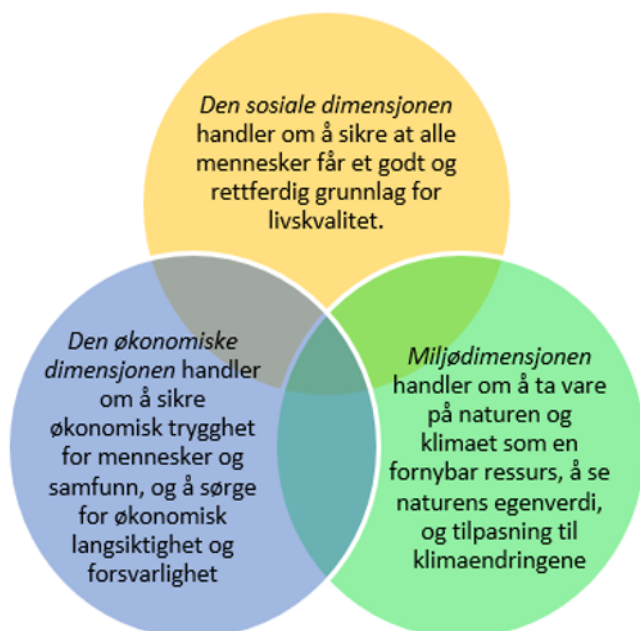 Den sosiale dimensjonen
handler om å sikre at alle
mennesker får et godt og
rettferdig grunnlag for
livskvalitet.
Den økonomiske
dimensjonen handler
om å sikre
økonomisk trygghet
for mennesker og
samfunn, og å sørge
for økonomisk
langsiktighet og
forsvarlighet
Miljødimensjonen
handler om å ta vare
på naturen og
klimaet som en
fornybar ressurs, å se
naturens egenverdi,
og tilpasning til
klimaendringene